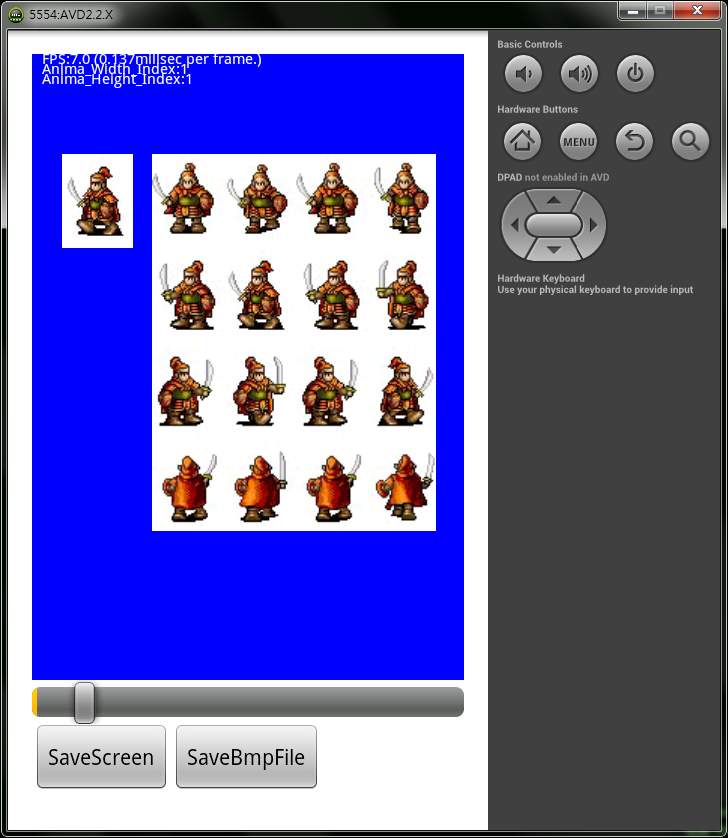 5554:AVD2.2.X
FPS:7.0 (0.137millsec per frame.)
Anima_Width_Index:1
Anima_Height_Index:1
SaveScreen
SaveBmpFile
Basic Controls
Hardware Buttons
MENU
DPAD not enabled in AVD
Hardware Keyboard
Use your physical keyboard to provide input